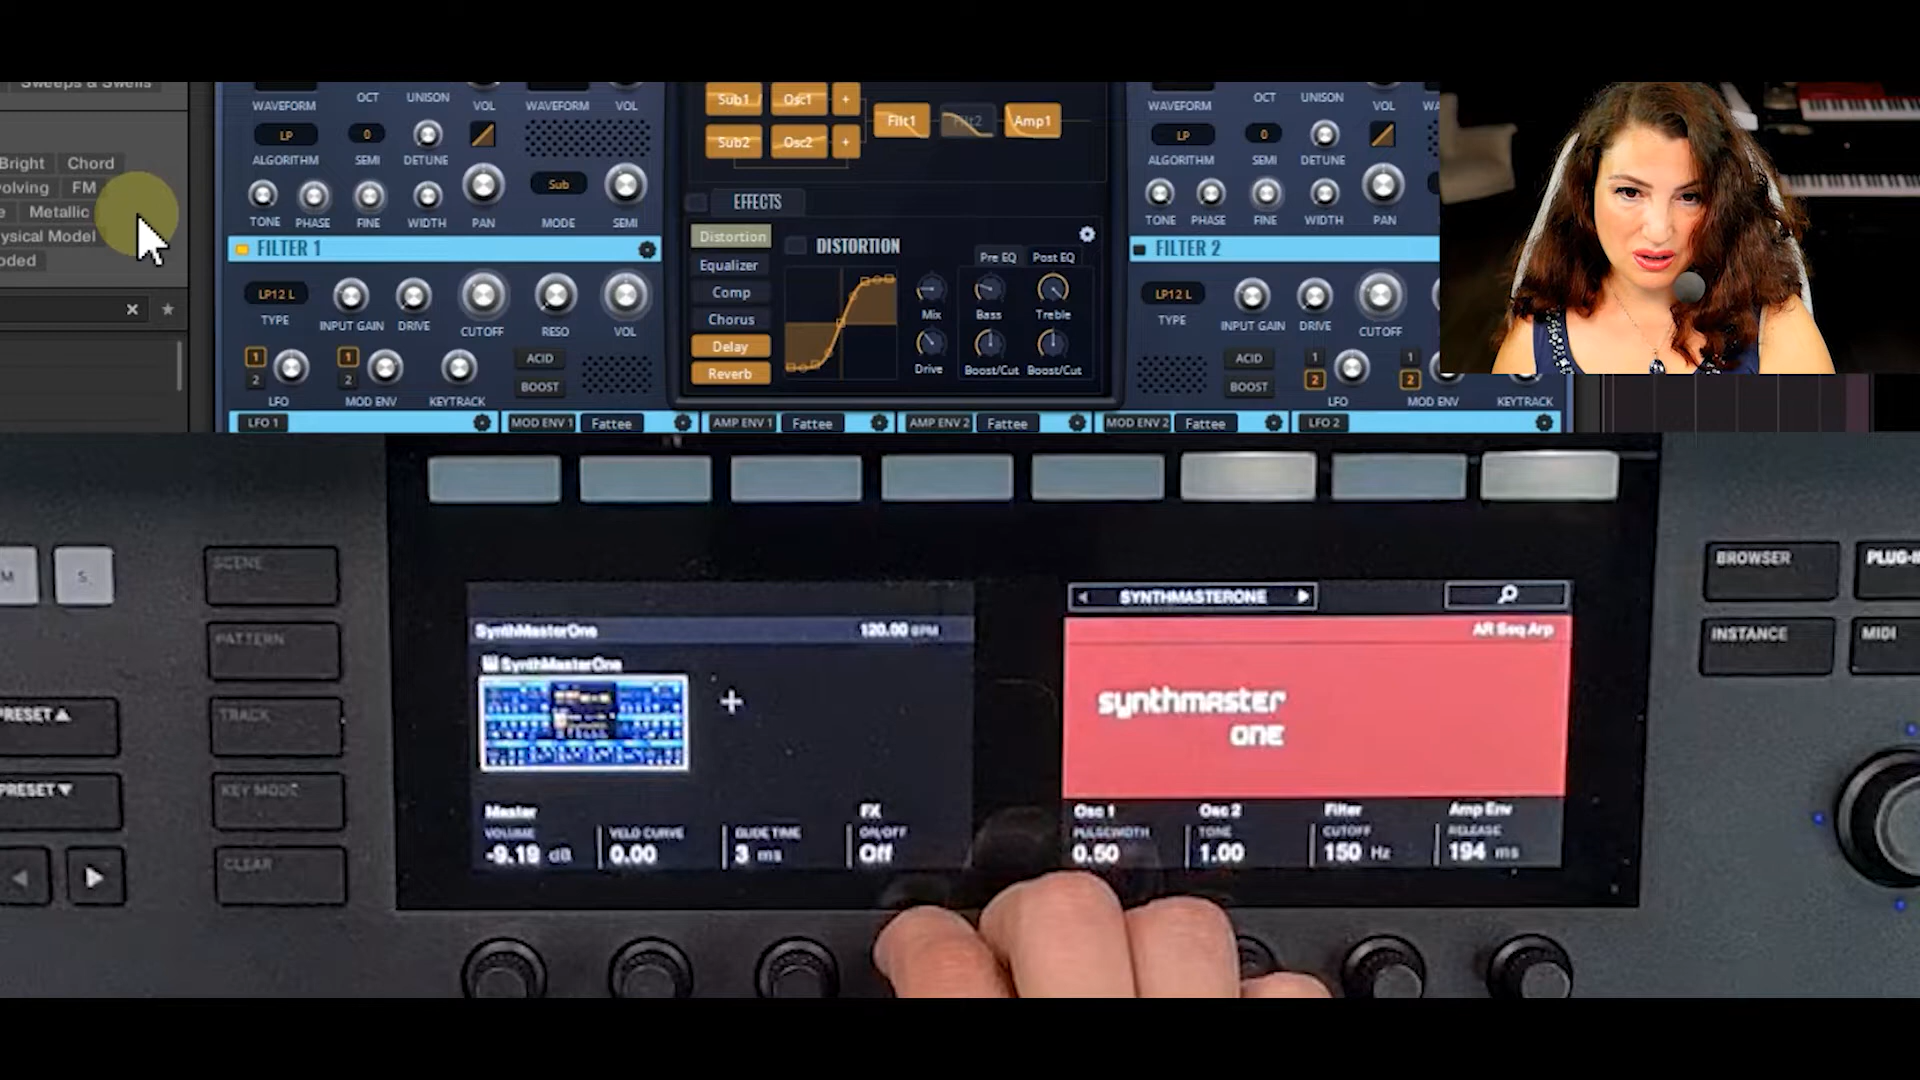 Sweeps & Swells
WAVEFORM OCT UNISON VOL WAVEFORM VOL
Sub1 Osc1 +
Filt1 Filt2 Amp1
Sub2 Osc2 +
WAVEFORM OCT UNISON VOL
LP 0
ALGORITHM SEMI DETUNE
Sub
TONE PHASE FINE WIDTH PAN MODE SEMI
LP 0
ALGORITHM SEMI DETUNE
TONE PHASE FINE WIDTH PAN
Bright Chord
FM
Metallic
EFFECTS
FILTER 1
FILTER 2
Distortion
Equalizer
Comp
Chorus
Delay
Reverb
DISTORTION
Pre EQ Post EQ
Mix Bass Treble
Drive Boost/Cut Boost/Cut
LP12 L
TYPE INPUT GAIN DRIVE CUTOFF RESO VOL
1 1 ACID
2 2 BOOST
LFO MOD ENV KEYTRACK
LP12 L
TYPE INPUT GAIN DRIVE CUTOFF
ACID 1 1
BOOST 2 2
LFO MOD ENV KEYTRACK
LFO 1 MOD ENV 1 Fattee AMP ENV 1 Fattee AMP ENV 2 Fattee MOD ENV 2 Fattee LFO 2
M S
SCENE
PATTERN
TRACK
KEY MODE
CLEAR
PRESET ▲
PRESET ▼
BROWSER
INSTANCE MIDI
SynthMasterOne 120.00 BPM
SynthMasterOne
+
Master FX
VOLUME VELO CURVE GLIDE TIME ON/OFF
-9.19 dB 0.00 3 ms Off
SYNTHMASTERONE
AR Seq Arp
synthmaster
one
Osc 1 Osc 2 Filter Amp Env
PULSEWIDTH TONE CUTOFF RELEASE
0.50 1.00 150 Hz 194 ms